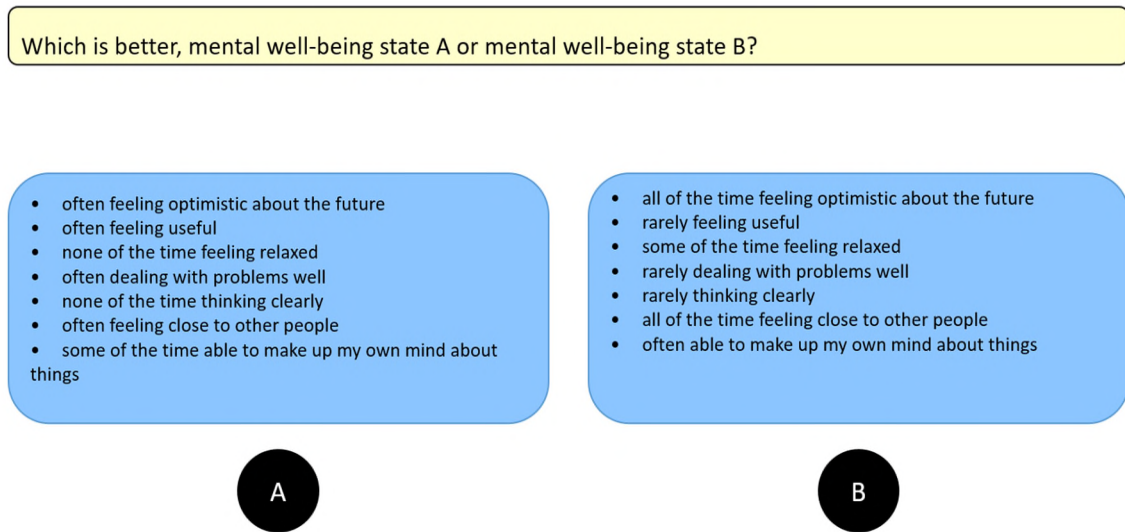 Which is better, mental well-being state A or mental well-being state B?
• often feeling optimistic about the future
• often feeling useful
• none of the time feeling relaxed
• often dealing with problems well
• none of the time thinking clearly
• often feeling close to other people
• some of the time able to make up my own mind about
things
• all of the time feeling optimistic about the future
• rarely feeling useful
• some of the time feeling relaxed
• rarely dealing with problems well
• rarely thinking clearly
• all of the time feeling close to other people
• often able to make up my own mind about things
A
B